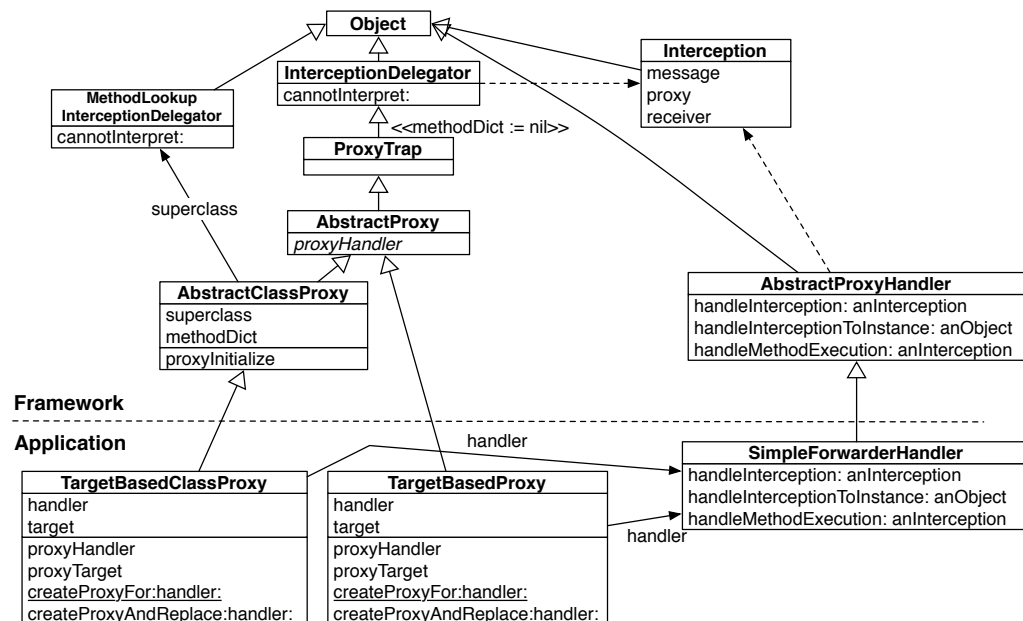 Object
Interception
message
proxy
receiver
InterceptionDelegator
cannotInterpret:
MethodLookup
InterceptionDelegator
cannotInterpret:
<<methodDict := nil>>
ProxyTrap
superclass
AbstractProxy
proxyHandler
AbstractClassProxy
superclass
methodDict
proxyInitialize
AbstractProxyHandler
handleInterception: anInterception
handleInterceptionToInstance: anObject
handleMethodExecution: anInterception
Framework
Application
handler
SimpleForwarderHandler
handleInterception: anInterception
handleInterceptionToInstance: anObject
handleMethodExecution: anInterception
handler
TargetBasedClassProxy
handler
target
proxyHandler
proxyTarget
createProxyFor:handler:
createProxyAndReplace:handler:
TargetBasedProxy
handler
target
proxyHandler
proxyTarget
createProxyFor:handler:
createProxyAndReplace:handler: